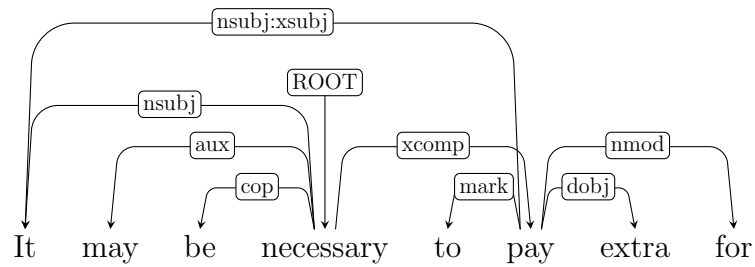 nsubj:xsubj
ROOT
nsubj
aux xcomp nmod
cop mark dobj
It may be necessary to pay extra for